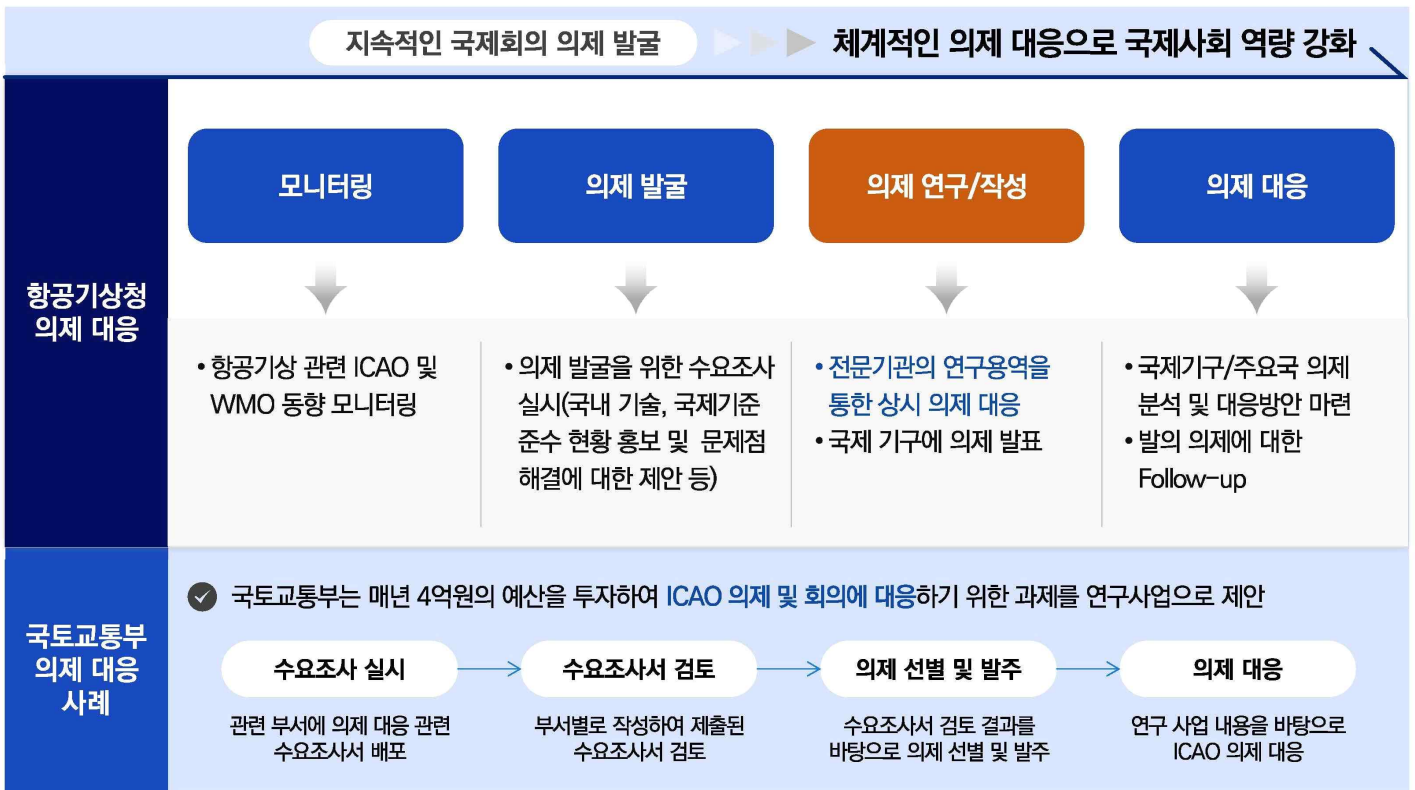 지속적인 국제회의 의제 발굴
체계적인 의제 대응으로 국제사회 역량 강화
항공기상청
의제 대응
모니터링
의제 발굴
의제 연구/작성
의제 대응
• 항공기상 관련 ICAO 및
WMO 동향 모니터링
• 의제 발굴을 위한 수요조사
실시(국내 기술, 국제기준
준수 현황 홍보 및 문제점
해결에 대한 제안 등)
• 전문기관의 연구용역을
통한 상시 의제 대응
• 국제 기구에 의제 발표
• 국제기구/주요국 의제
분석 및 대응방안 마련
• 발의 의제에 대한
Follow-up
국토교통부
의제 대응
사례
국토교통부는 매년 4억원의 예산을 투자하여 ICAO 의제 및 회의에 대응하기 위한 과제를 연구사업으로 제안
수요조사 실시
수요조사서 검토
의제 선별 및 발주
의제 대응
관련 부서에 의제 대응 관련
수요조사서 배포
부서별로 작성하여 제출된
수요조사서 검토
수요조사서 검토 결과를
바탕으로 의제 선별 및 발주
연구 사업 내용을 바탕으로
ICAO 의제 대응